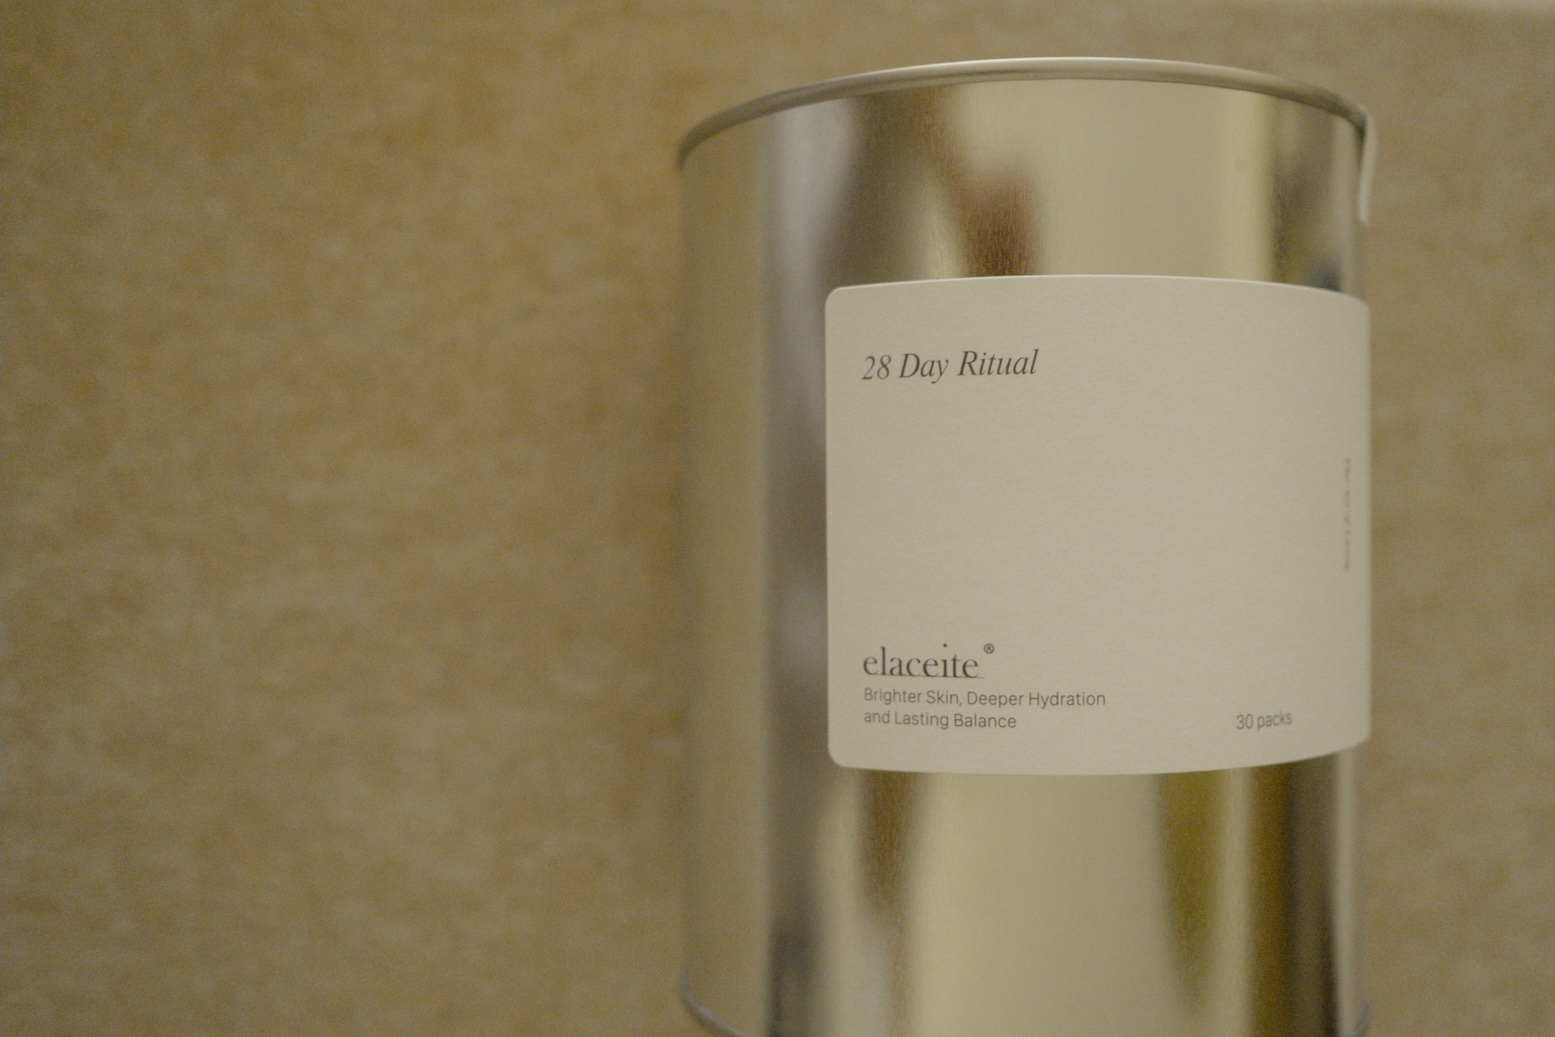 28 Day Ritual
elaceite®
Brighter Skin, Deeper Hydration
and Lasting Balance
30 packs